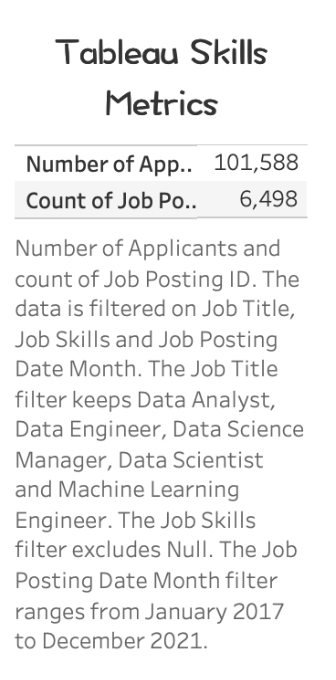 Tableau Skills
Metrics
Number of App.. 101,588
Count of Job Po.. 6,498
Number of Applicants and
count of Job Posting ID. The
data is filtered on Job Title,
Job Skills and Job Posting
Date Month. The Job Title
filter keeps Data Analyst,
Data Engineer, Data Science
Manager, Data Scientist
and Machine Learning
Engineer. The Job Skills
filter excludes Null. The Job
Posting Date Month filter
ranges from January 2017
to December 2021.